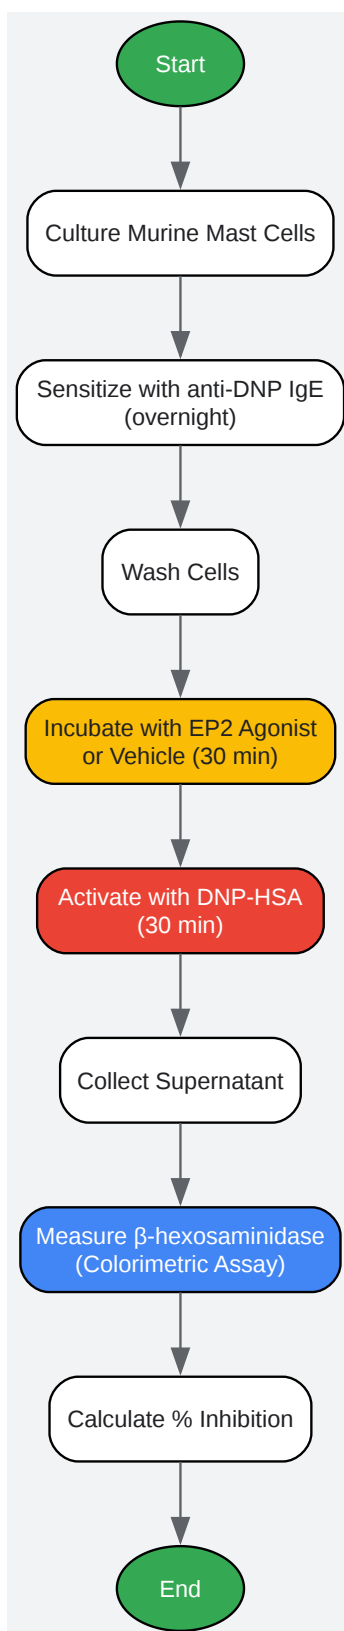 Start
Culture Murine Mast Cells
Sensitize with anti-DNP IgE
(overnight)
Wash Cells
Incubate with EP2 Agonist
or Vehicle (30 min)
Activate with DNP-HSA
(30 min)
Collect Supernatant
Measure β-hexosaminidase
(Colorimetric Assay)
Calculate % Inhibition
End